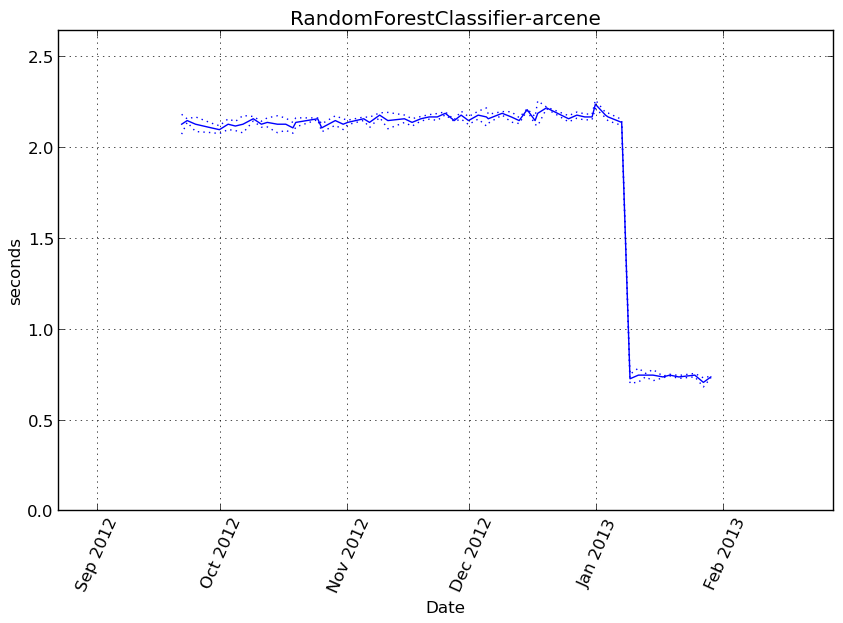 RandomForestClassifier-arcene
2.5
2.0
1.5
1.0
0.5
0.0
seconds
Sep 2012
Oct 2012
Nov 2012
Dec 2012
Jan 2013
Feb 2013
Date